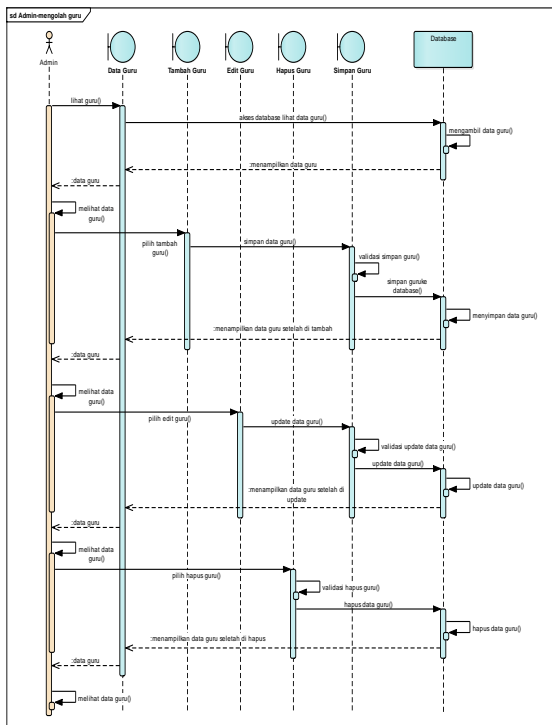 sd Admin-mengolah guru
Admin
Data Guru
Tambah Guru
Edit Guru
Hapus Guru
Simpan Guru
Database
lihat guru()
akses database lihat data guru()
mengambil data guru()
:menampilkan data guru
:data guru
melihat data
guru()
pilih tambah
guru()
simpan data guru()
validasi simpan guru()
simpan guruke
database()
menyimpan data guru()
:menampilkan data guru setelah di tambah
:data guru
melihat data
guru()
pilih edit guru()
update data guru()
validasi update data guru()
update data guru()
update data guru()
:menampilkan data guru setelah di
update
:data guru
melihat data
guru()
pilih hapus guru()
validasi hapus guru()
hapus data guru()
hapus data guru()
:menampilkan data guru seletah di hapus
:data guru
melihat data guru()